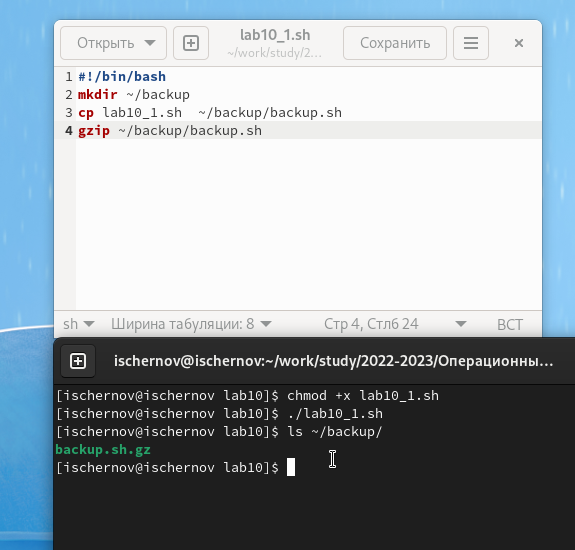 Открыть
lab10_1.sh
~/work/study/2...
Сохранить
1 #!/bin/bash
2 mkdir ~/backup
3 cp lab10_1.sh  ~/backup/backup.sh
4 gzip ~/backup/backup.sh
sh Ширина табуляции: 8 Стр 4, Стлб 24 ВСТ
ischernov@ischernov:~/work/study/2022-2023/Операционны...
[ischernov@ischernov lab10]$ chmod +x lab10_1.sh
[ischernov@ischernov lab10]$ ./lab10_1.sh
[ischernov@ischernov lab10]$ ls ~/backup/
backup.sh.gz
[ischernov@ischernov lab10]$